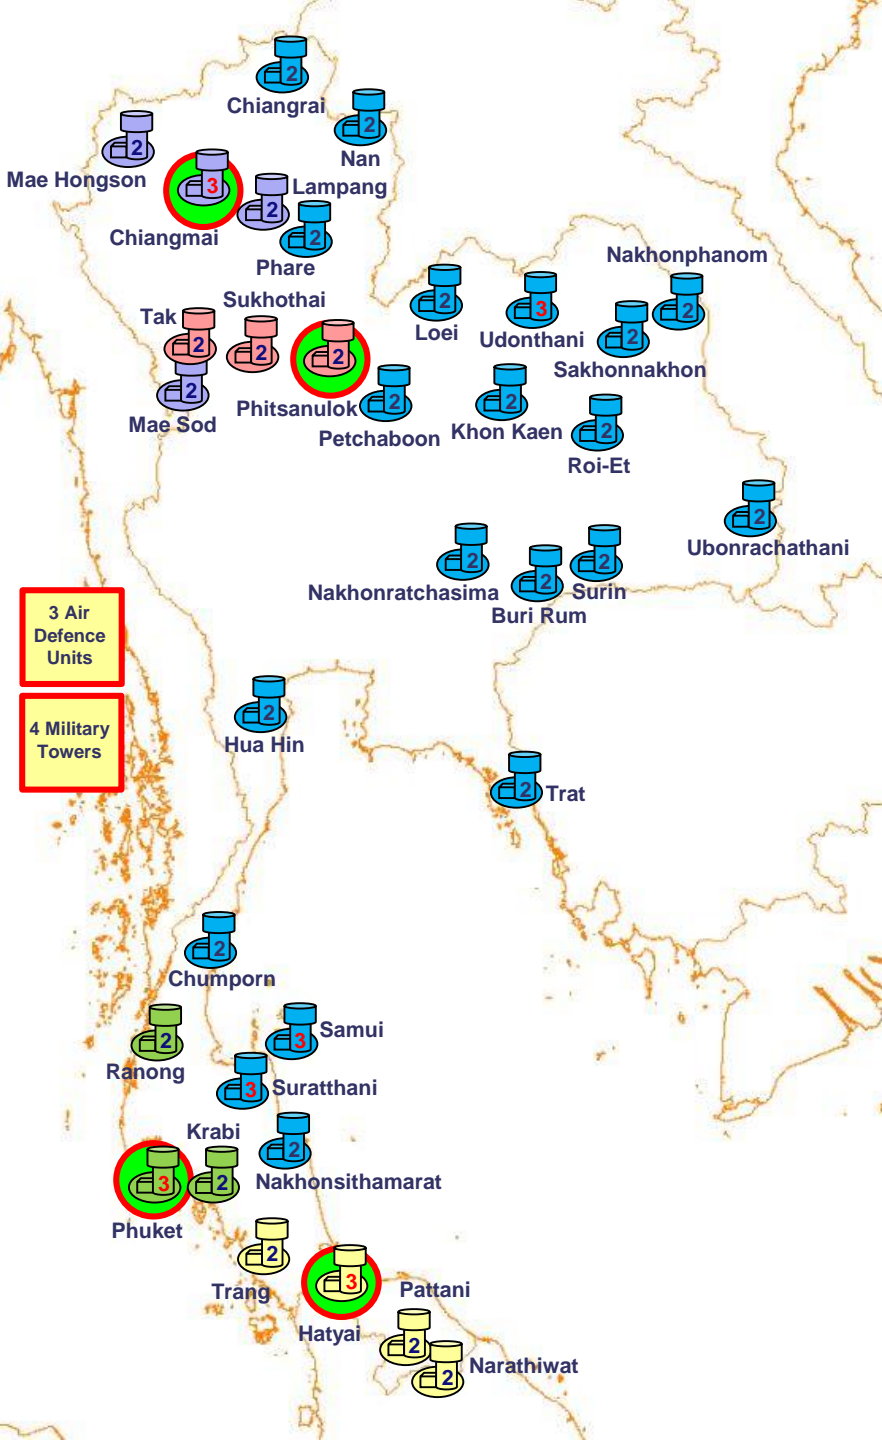 2
Chiangrai
2
Nan
2
Mae Hongson
3
Chiangmai
2
Lampang
2
Phare
Nakhonphanom
2
Sukhothai
Tak
2
2
2
Phitsanulok
2
Mae Sod
2
Petchaboon
2
Loei
3
Udonthani
2
Sakhonnakhon
2
Khon Kaen
2
Roi-Et
2
Ubonrachathani
2
Nakhonratchasima
2
Buri Rum
2
Surin
3 Air
Defence
Units
4 Military
Towers
2
Hua Hin
2
Trat
2
Chumporn
2
Ranong
3
Samui
3
Suratthani
Krabi
2
2
Nakhonsithamarat
3
Phuket
2
Trang
3
Hatyai
Pattani
2
2
Narathiwat